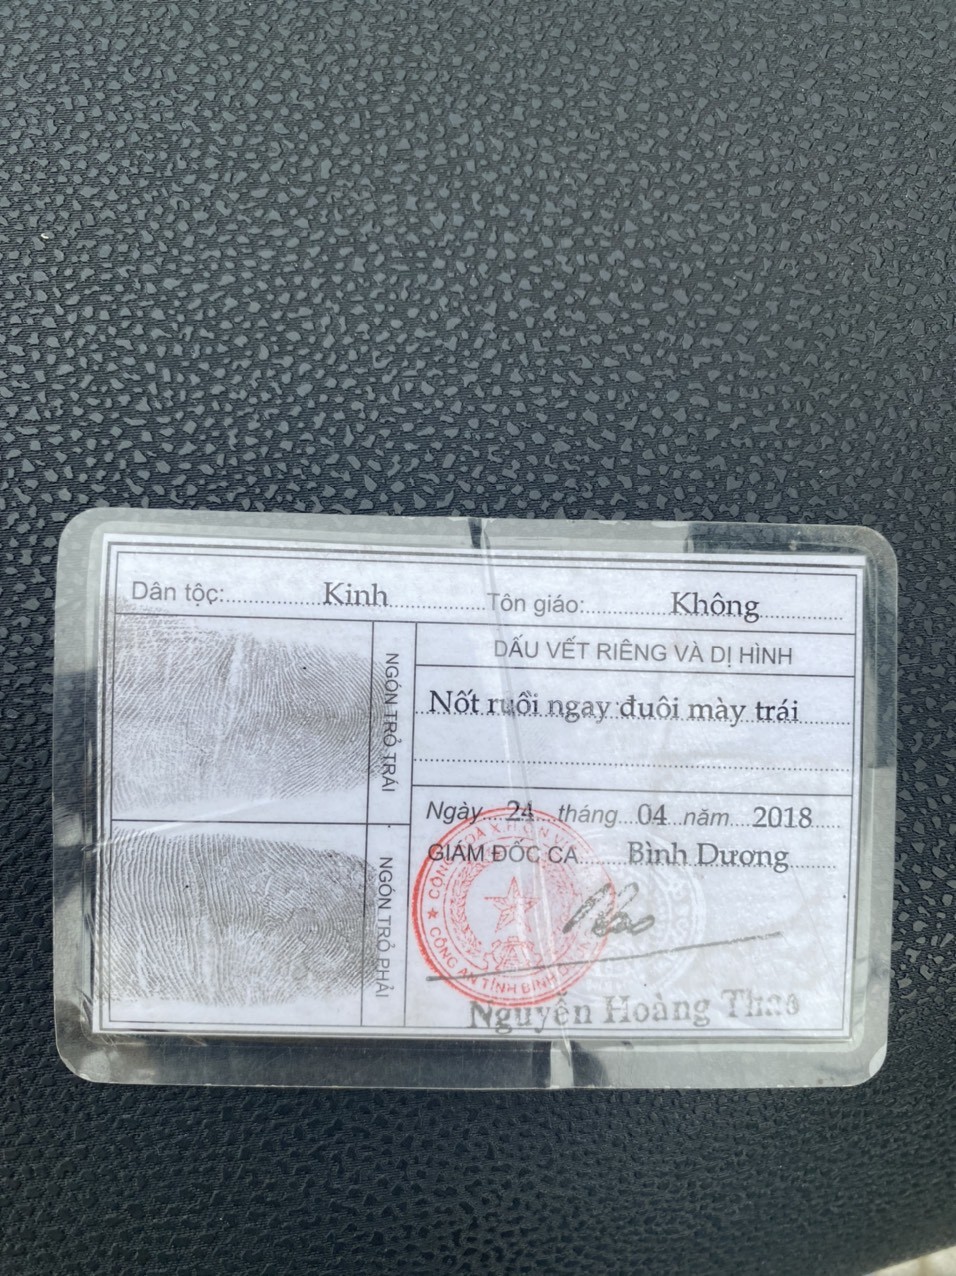 Dân tộc: Kinh Tôn giáo: Không
NGÓN TRỎ TRÁI
NGÓN TRỎ PHẢI
DẤU VẾT RIÊNG VÀ DỊ HÌNH
Nốt ruồi ngay đuôi mày trái
Ngày 24 tháng 04 năm 2018
GIÁM ĐỐC CA Bình Dương
CÔNG AN TỈNH BÌNH
Nguyễn Hoàng Thao